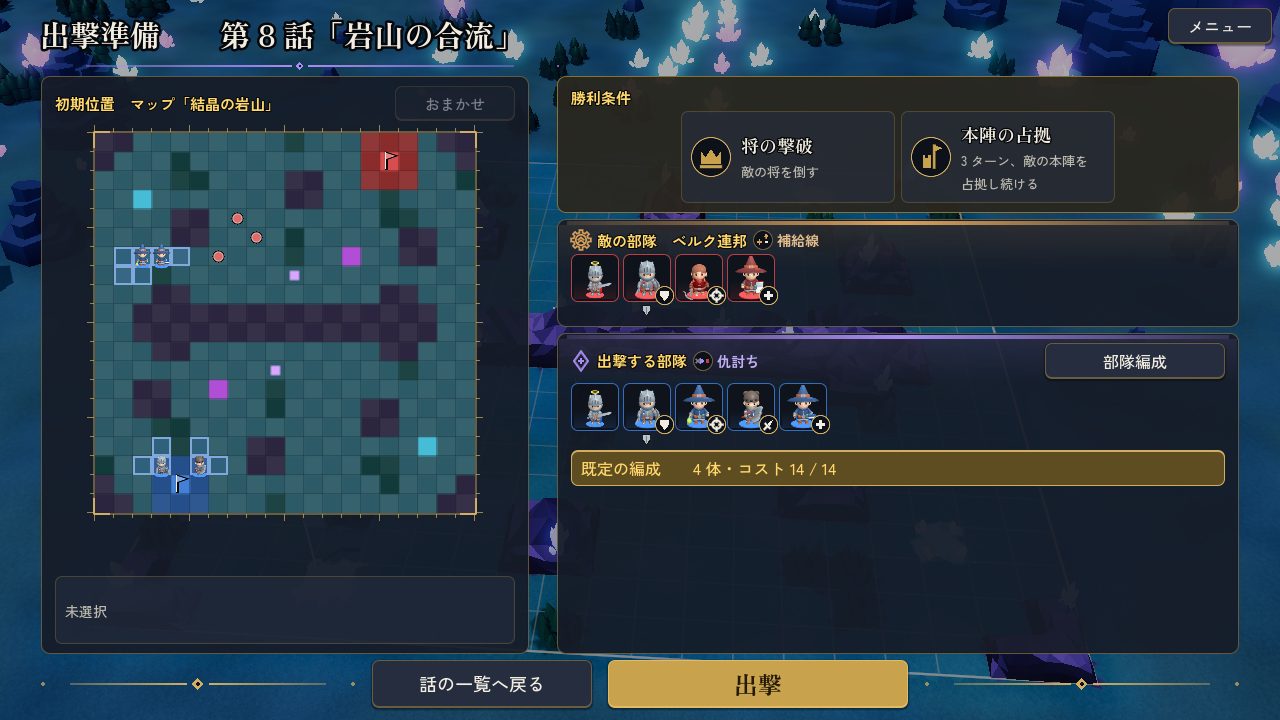 出撃準備 第8話「岩山の合流」
メニュー
初期位置 マップ「結晶の岩山」
おまかせ
未選択
勝利条件
将の撃破
敵の将を倒す
本陣の占拠
3 ターン、敵の本陣を
占拠し続ける
敵の部隊 ベルク連邦 補給線
出撃する部隊 仇討ち
部隊編成
既定の編成 4 体・コスト 14 / 14
話の一覧へ戻る
出撃